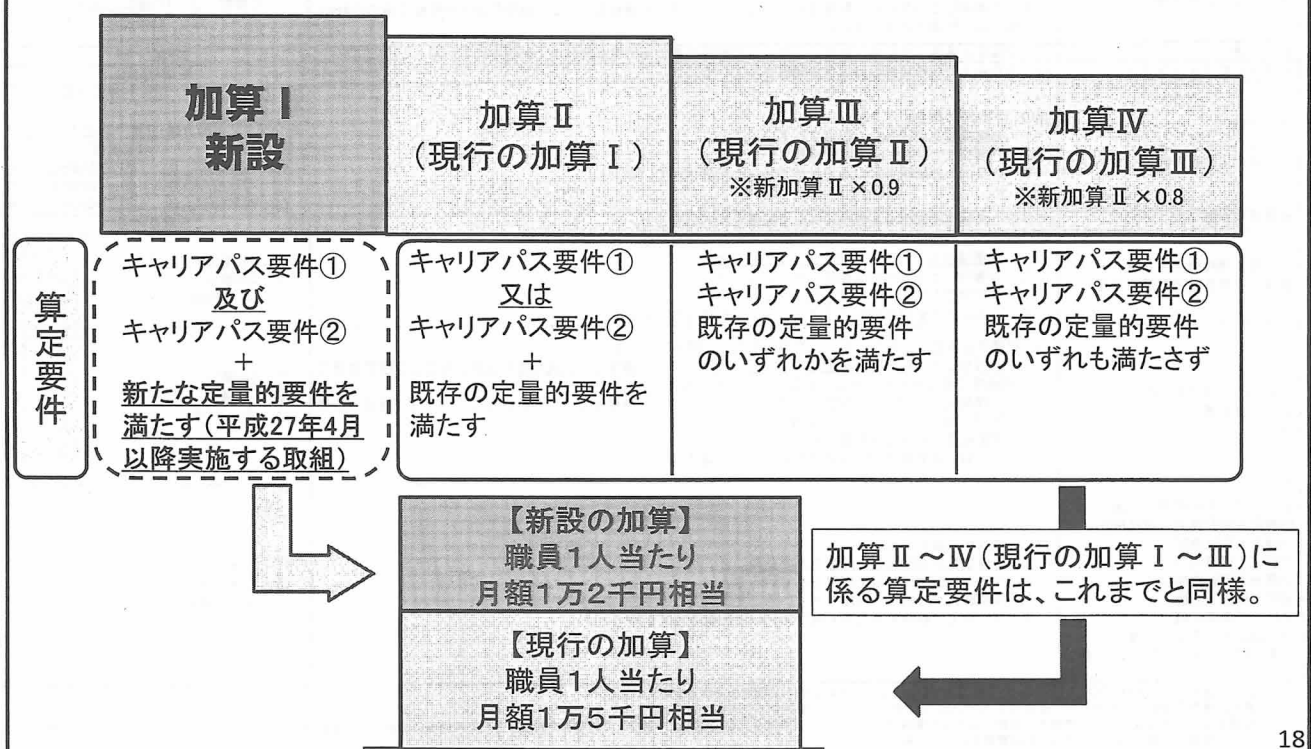 加算Ⅰ
新設
加算Ⅱ
(現行の加算Ⅰ)
加算Ⅲ
(現行の加算Ⅱ)
※新加算Ⅱ×0.9
加算Ⅳ
(現行の加算Ⅲ)
※新加算Ⅱ×0.8
算定要件
キャリアパス要件①
及び
キャリアパス要件②
+
新たな定量的要件を
満たす(平成27年4月
以降実施する取組)
キャリアパス要件①
又は
キャリアパス要件②
+
既存の定量的要件を
満たす
キャリアパス要件①
キャリアパス要件②
既存の定量的要件
のいずれかを満たす
キャリアパス要件①
キャリアパス要件②
既存の定量的要件
のいずれも満たさず
【新設の加算】
職員1人当たり
月額1万2千円相当
【現行の加算】
職員1人当たり
月額1万5千円相当
加算Ⅱ~Ⅳ(現行の加算Ⅰ~Ⅲ)に
係る算定要件は、これまでと同様。
18